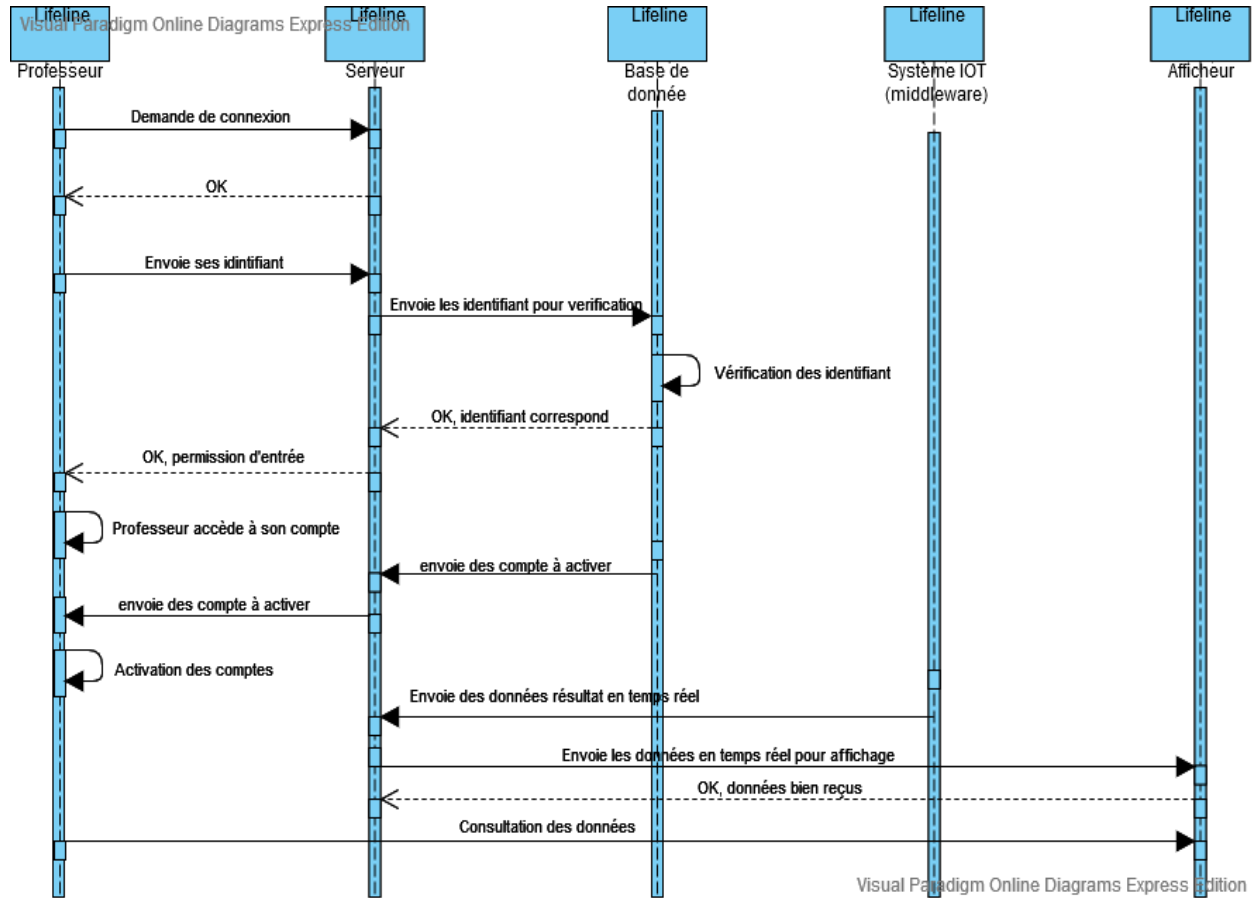 Lifeline
Lifeline
Lifeline
Lifeline
Lifeline
Visual Paradigm Online Diagrams Express Edition
Professeur
Serveur
Base de
donnée
Système IOT
(middleware)
Afficheur
Demande de connexion
OK
Envoie ses idintifiant
Envoie les identifiant pour verification
Vérification des identifiant
OK, identifiant correspond
OK, permission d'entrée
Professeur accède à son compte
envoie des compte à activer
envoie des compte à activer
Activation des comptes
Envoie des données résultat en temps réel
Envoie les données en temps réel pour affichage
OK, données bien reçus
Consultation des données
Visual Paradigm Online Diagrams Express Edition